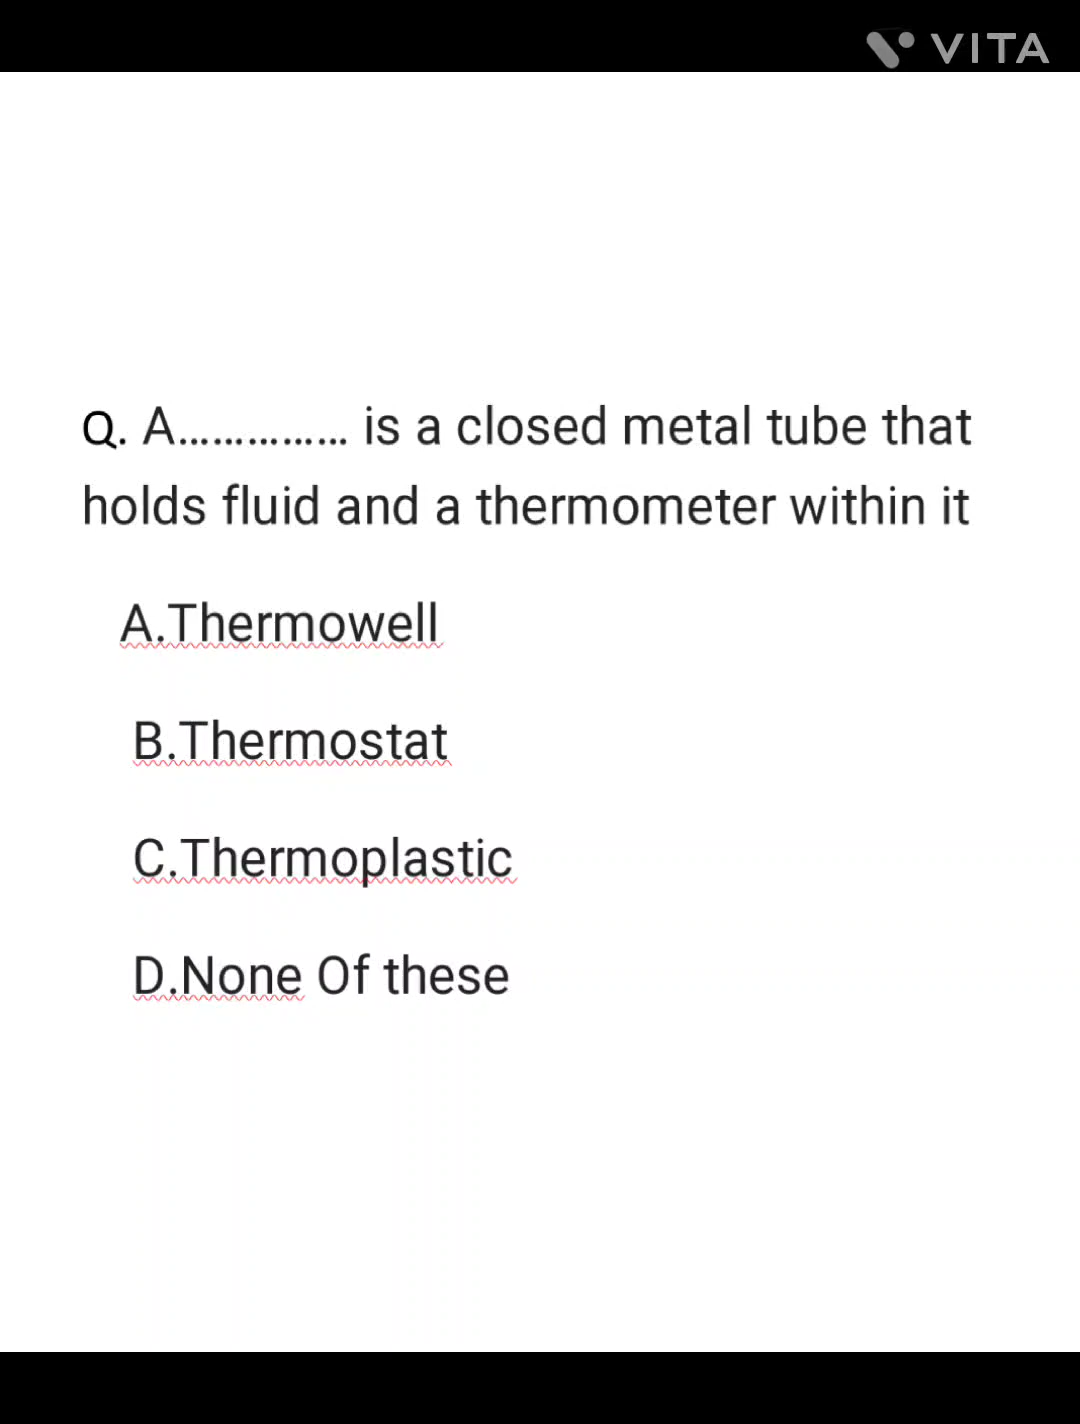 VITA
Q. A............... is a closed metal tube that
holds fluid and a thermometer within it
A.Thermowell
B.Thermostat
C.Thermoplastic
D.None Of these